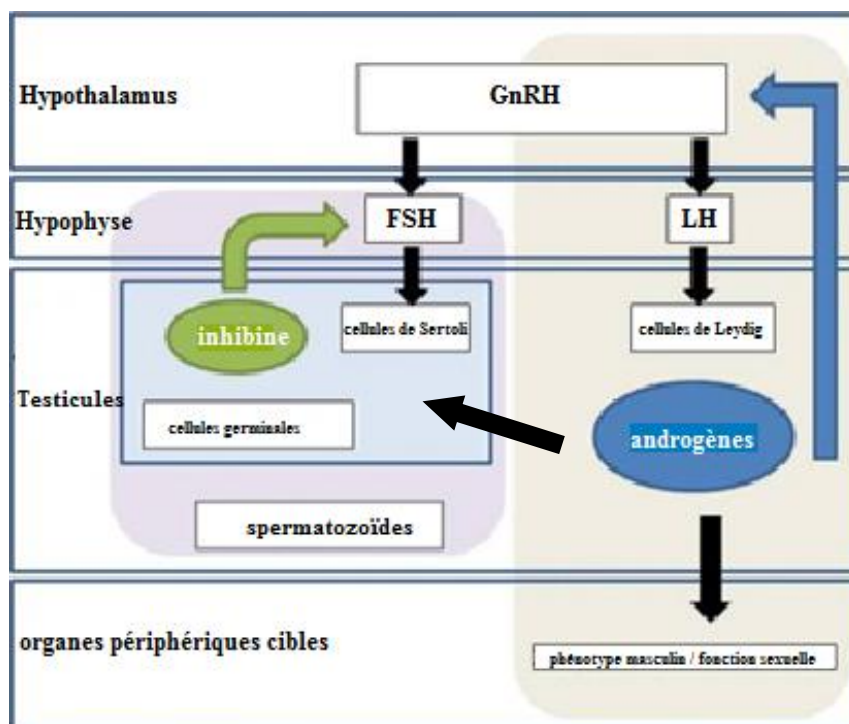 Hypothalamus
GnRH
Hypophyse
FSH
LH
inhibine
cellules de Sertoli
cellules de Leydig
Testicules
cellules germinales
androgènes
spermatozoïdes
organes périphériques cibles
phénotype masculin / fonction sexuelle